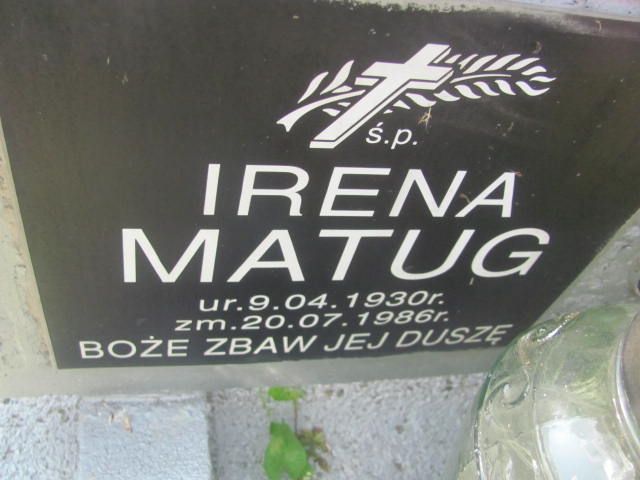 ś.p.
IRENA
MATUG
ur.9.04.1930r.
zm.20.07.1986r.
BOŻE ZBAW JEJ DUSZĘ